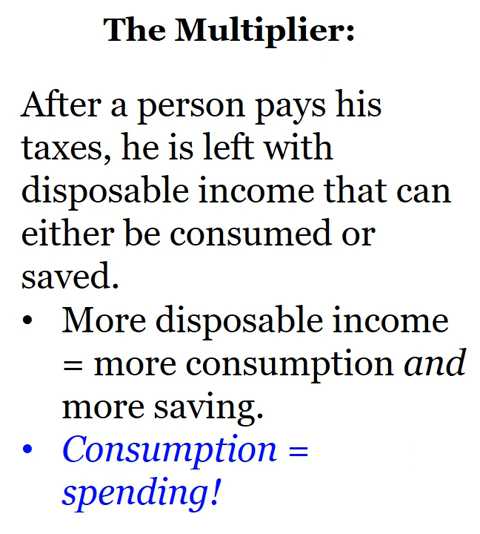 The Multiplier:
After a person pays his
taxes, he is left with
disposable income that can
either be consumed or
saved.
• More disposable income
= more consumption and
more saving.
• Consumption =
spending!